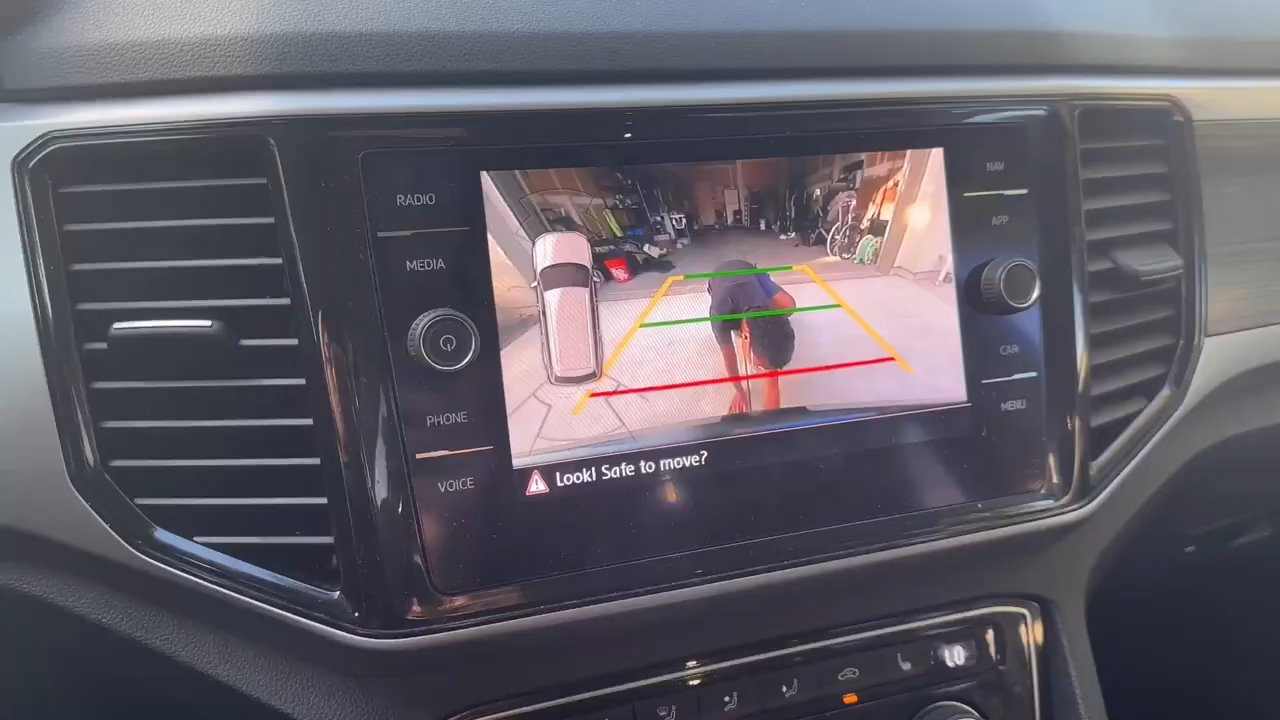 RADIO
MEDIA
PHONE
VOICE
NAV
APP
CAR
MENU
Look! Safe to move?